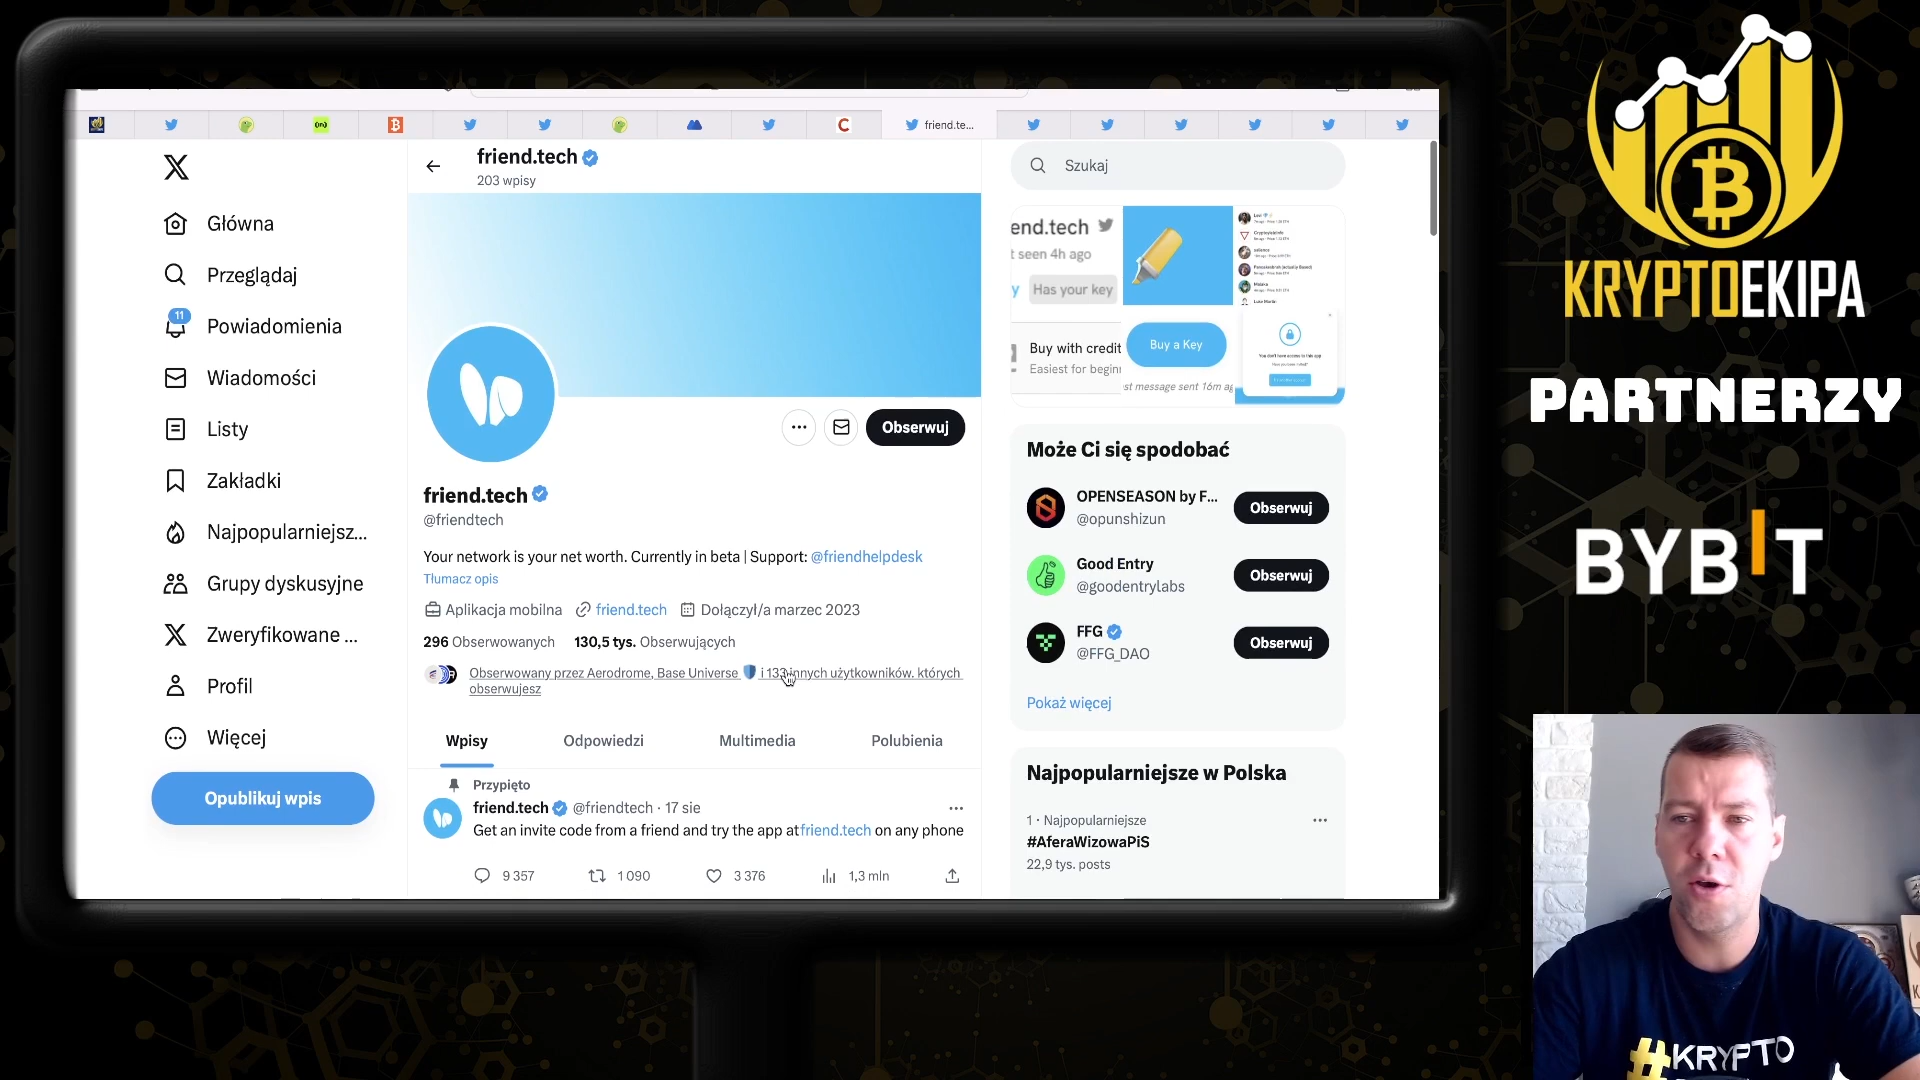 friend.te...
friend.tech
203 wpisy
Szukaj
Główna
Przeglądaj
11
Powiadomienia
Wiadomości
Listy
Zakładki
Najpopularniejsz...
Grupy dyskusyjne
Zweryfikowane ...
Profil
Więcej
Opublikuj wpis
Obserwuj
friend.tech
@friendtech
Your network is your net worth. Currently in beta | Support: @friendhelpdesk
Tłumacz opis
Aplikacja mobilna friend.tech Dołączył/a marzec 2023
296 Obserwowanych 130,5 tys. Obserwujących
Obserwowany przez Aerodrome, Base Universe i 133 innych użytkowników, których
obserwujesz
Wpisy Odpowiedzi Multimedia Polubienia
Przypięto
friend.tech @friendtech · 17 sie
Get an invite code from a friend and try the app at friend.tech on any phone
9 357 1 090 3 376 1,3 mln
end.tech
t seen 4h ago
y Has your key
Buy with credit
Easiest for begin
Buy a Key
st message sent 16m ag
Może Ci się spodobać
OPENSEASON by F...
@opunshizun
Obserwuj
Good Entry
@goodentrylabs
Obserwuj
FFG
@FFG_DAO
Obserwuj
Pokaż więcej
Najpopularniejsze w Polska
1 · Najpopularniejsze
#AferaWizowaPiS
22,9 tys. posts
KRYPTOEKIPA
PARTNERZY
BYBIT
#KRYPTO